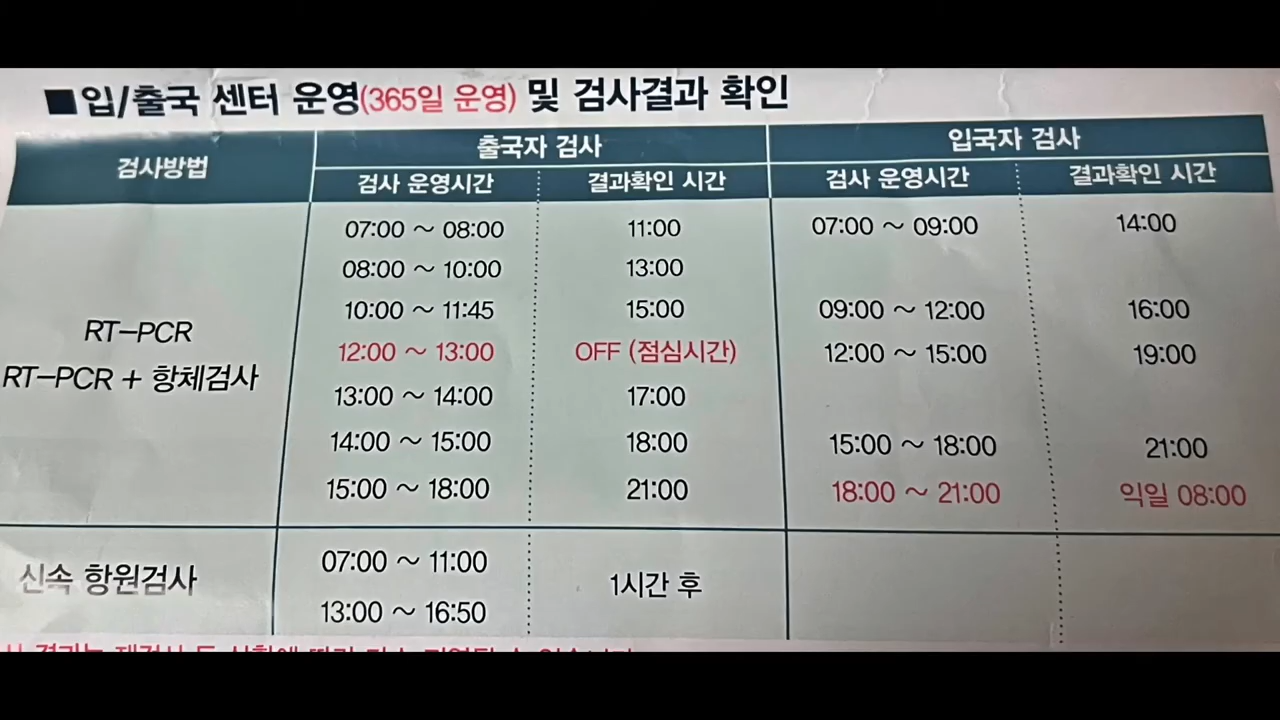 ■입/출국 센터 운영(365일 운영) 및 검사결과 확인
검사방법 출국자 검사 입국자 검사
검사 운영시간 결과확인 시간 검사 운영시간 결과확인 시간
07:00 ~ 08:00 11:00 07:00 ~ 09:00 14:00
08:00 ~ 10:00 13:00
10:00 ~ 11:45 15:00 09:00 ~ 12:00 16:00
RT-PCR
12:00 ~ 13:00 OFF (점심시간) 12:00 ~ 15:00 19:00
RT-PCR + 항체검사
13:00 ~ 14:00 17:00
14:00 ~ 15:00 18:00 15:00 ~ 18:00 21:00
15:00 ~ 18:00 21:00 18:00 ~ 21:00 익일 08:00
07:00 ~ 11:00
신속 항원검사 1시간 후
13:00 ~ 16:50